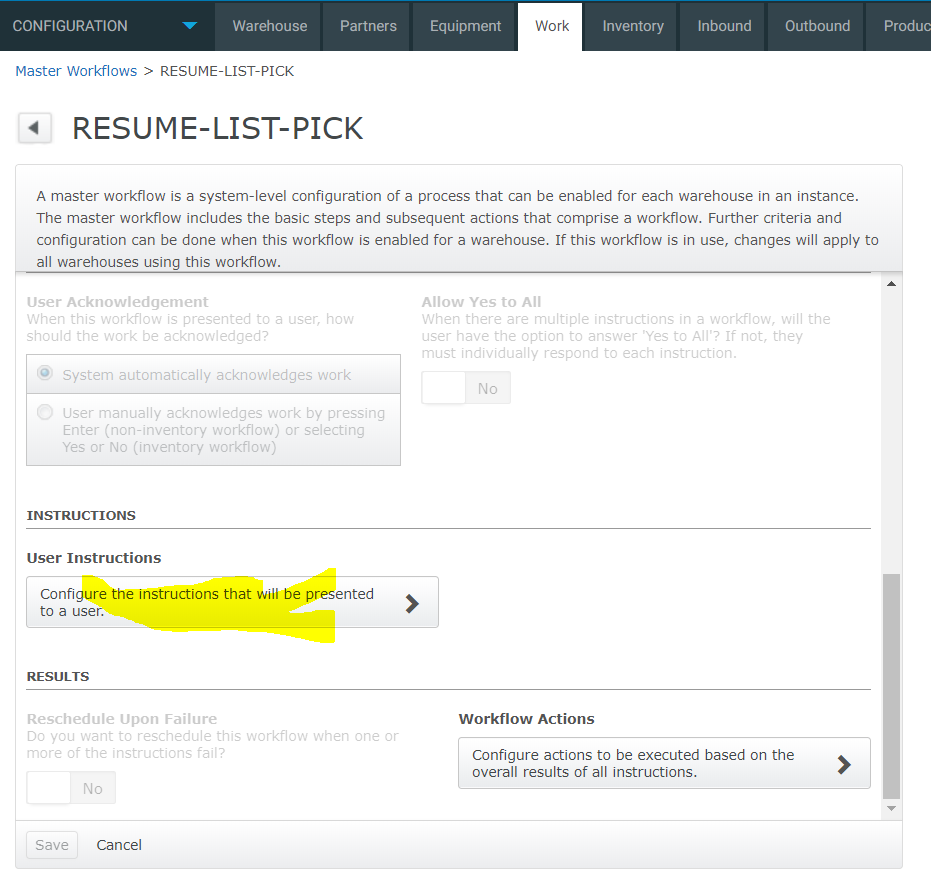 CONFIGURATION Warehouse Partners Equipment Work Inventory Inbound Outbound Produc
Master Workflows > RESUME-LIST-PICK
RESUME-LIST-PICK
A master workflow is a system-level configuration of a process that can be enabled for each warehouse in an instance.
The master workflow includes the basic steps and subsequent actions that comprise a workflow. Further criteria and
configuration can be done when this workflow is enabled for a warehouse. If this workflow is in use, changes will apply to
all warehouses using this workflow.
User Acknowledgement
When this workflow is presented to a user, how
should the work be acknowledged?
System automatically acknowledges work
User manually acknowledges work by pressing
Enter (non-inventory workflow) or selecting
Yes or No (inventory workflow)
Allow Yes to All
When there are multiple instructions in a workflow, will the
user have the option to answer 'Yes to All'? If not, they
must individually respond to each instruction.
No
INSTRUCTIONS
User Instructions
Configure the instructions that will be presented
to a user.
RESULTS
Reschedule Upon Failure
Do you want to reschedule this workflow when one or
more of the instructions fail?
No
Workflow Actions
Configure actions to be executed based on the
overall results of all instructions.
Save Cancel